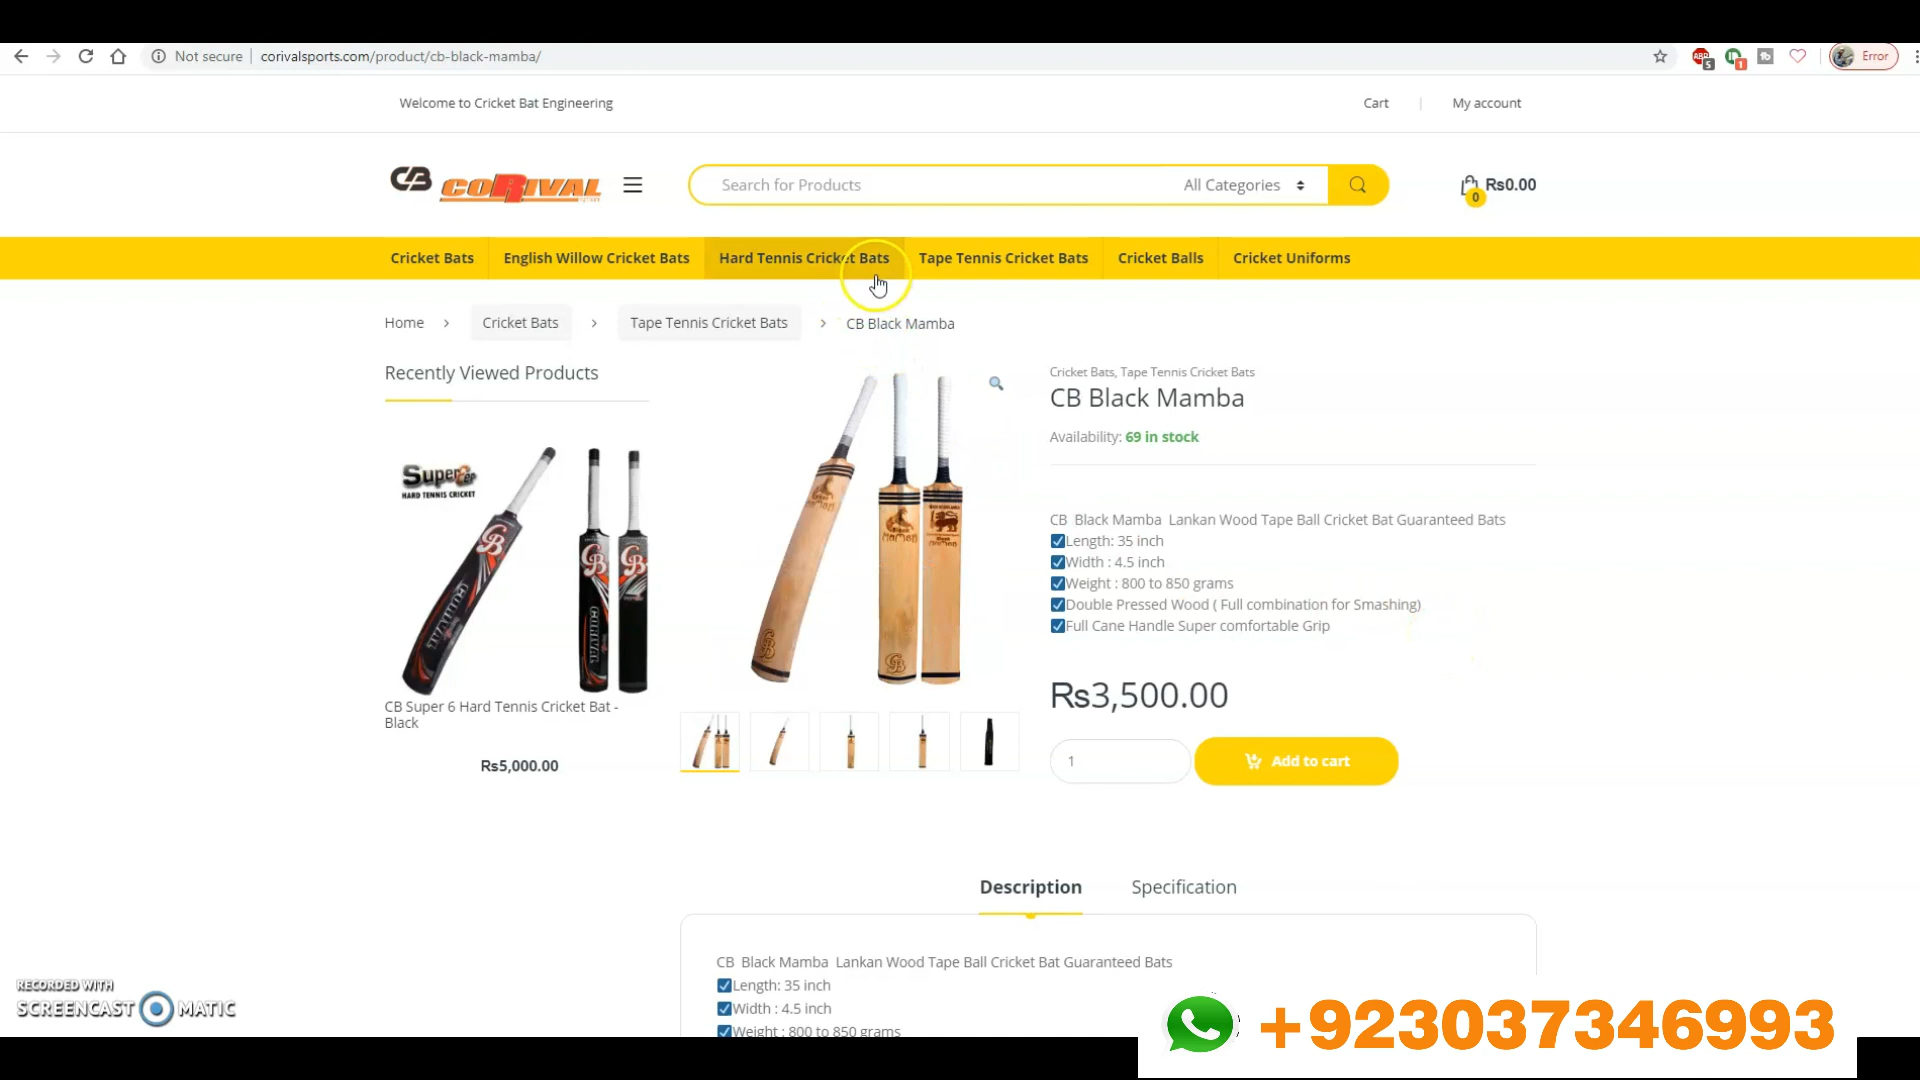 Not secure | corivalsports.com/product/cb-black-mamba/
ABP
5
1
Error
Welcome to Cricket Bat Engineering
Cart | My account
CB CORIVAL
Search for Products
All Categories
0
Rs0.00
Cricket Bats
English Willow Cricket Bats
Hard Tennis Cricket Bats
Tape Tennis Cricket Bats
Cricket Balls
Cricket Uniforms
Home > Cricket Bats > Tape Tennis Cricket Bats > CB Black Mamba
Recently Viewed Products
Super
HARD TENNIS CRICKET
CB
CORIVAL
CB Super 6 Hard Tennis Cricket Bat -
Black
Rs5,000.00
Cricket Bats, Tape Tennis Cricket Bats
CB Black Mamba
Availability: 69 in stock
CB Black Mamba Lankan Wood Tape Ball Cricket Bat Guaranteed Bats
Length: 35 inch
Width : 4.5 inch
Weight : 800 to 850 grams
Double Pressed Wood ( Full combination for Smashing)
Full Cane Handle Super comfortable Grip
Rs3,500.00
1
Add to cart
Description
Specification
CB Black Mamba Lankan Wood Tape Ball Cricket Bat Guaranteed Bats
Length: 35 inch
Width : 4.5 inch
Weight : 800 to 850 grams
RECORDED WITH
SCREENCAST MATIC
+923037346993